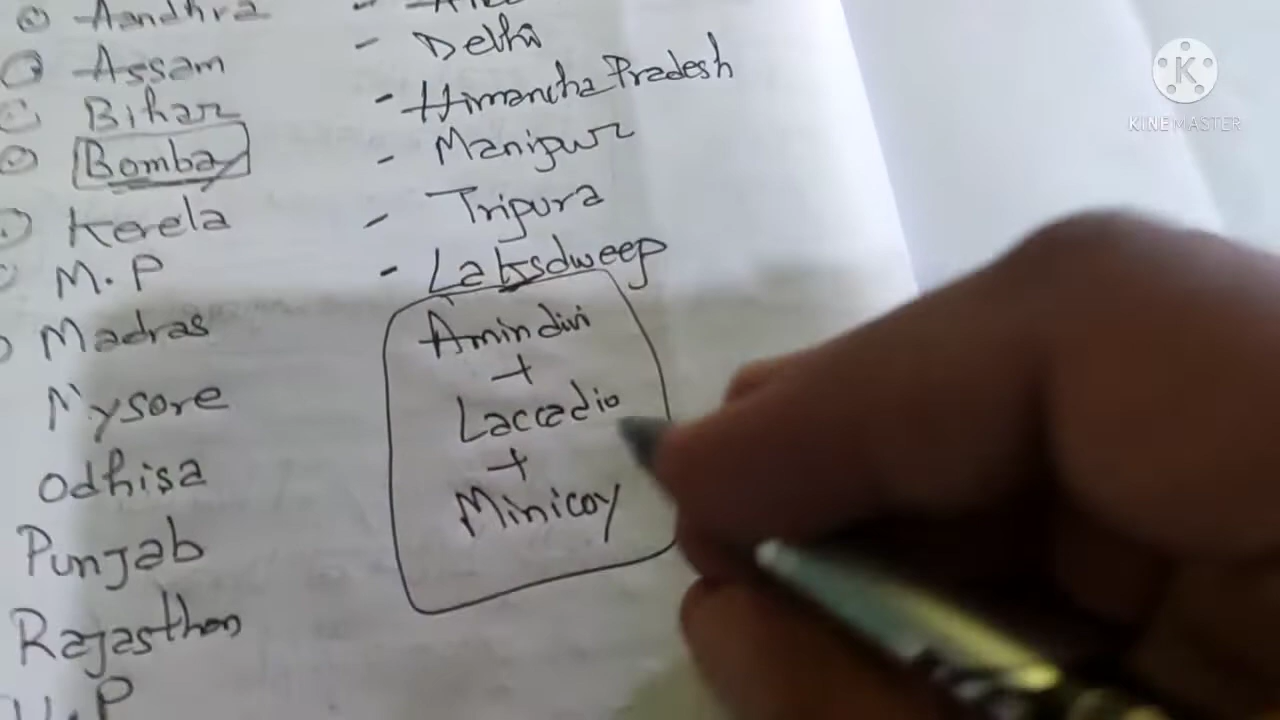 Aandhra
Assam
Bihar
Bombay
Kerela
M.P
Madras
Mysore
Odhisa
Punjab
Rajasthan
U.P
- Delhi
- Himancha Pradesh
- Manipur
- Tripura
- Laksdweep
Amindivi
+
Laccadio
+
Minicoy
KINEMASTER